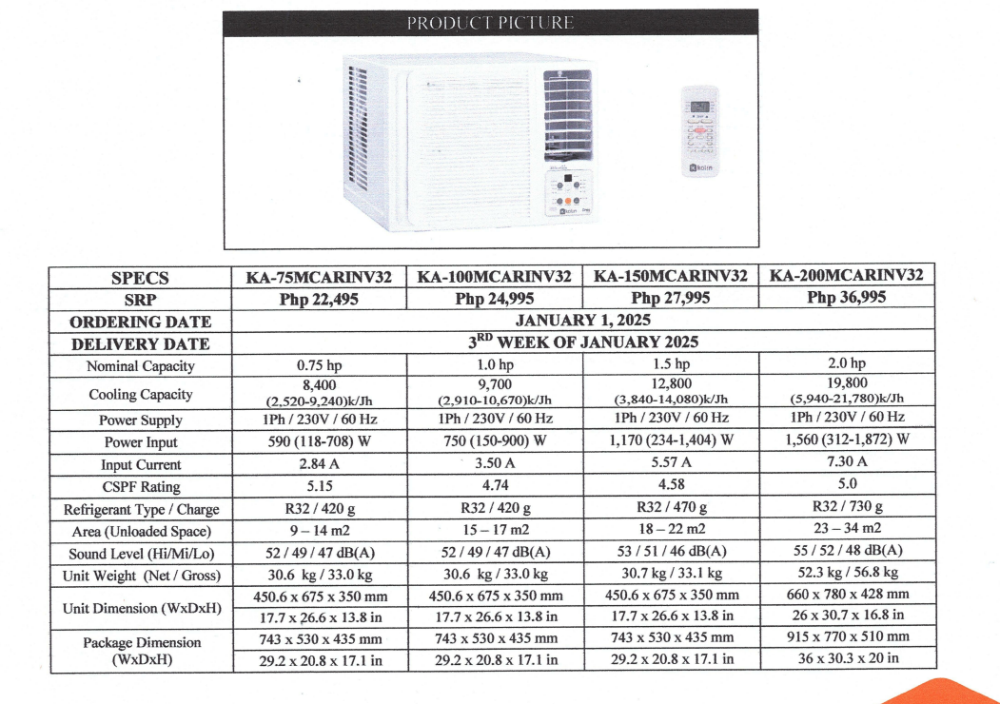 PRODUCT PICTURE
kolin
kolin
SPECS KA-75MCARINV32 KA-100MCARINV32 KA-150MCARINV32 KA-200MCARINV32
SRP Php 22,495 Php 24,995 Php 27,995 Php 36,995
ORDERING DATE JANUARY 1, 2025
DELIVERY DATE 3RD WEEK OF JANUARY 2025
Nominal Capacity 0.75 hp 1.0 hp 1.5 hp 2.0 hp
Cooling Capacity 8,400 9,700 12,800 19,800
(2,520-9,240)k/Jh (2,910-10,670)k/Jh (3,840-14,080)k/Jh (5,940-21,780)k/Jh
Power Supply 1Ph / 230V / 60 Hz 1Ph / 230V / 60 Hz 1Ph / 230V / 60 Hz 1Ph / 230V / 60 Hz
Power Input 590 (118-708) W 750 (150-900) W 1,170 (234-1,404) W 1,560 (312-1,872) W
Input Current 2.84 A 3.50 A 5.57 A 7.30 A
CSPF Rating 5.15 4.74 4.58 5.0
Refrigerant Type / Charge R32 / 420 g R32 / 420 g R32 / 470 g R32 / 730 g
Area (Unloaded Space) 9 – 14 m2 15 – 17 m2 18 – 22 m2 23 – 34 m2
Sound Level (Hi/Mi/Lo) 52 / 49 / 47 dB(A) 52 / 49 / 47 dB(A) 53 / 51 / 46 dB(A) 55 / 52 / 48 dB(A)
Unit Weight (Net / Gross) 30.6 kg / 33.0 kg 30.6 kg / 33.0 kg 30.7 kg / 33.1 kg 52.3 kg / 56.8 kg
Unit Dimension (WxDxH) 450.6 x 675 x 350 mm 450.6 x 675 x 350 mm 450.6 x 675 x 350 mm 660 x 780 x 428 mm
17.7 x 26.6 x 13.8 in 17.7 x 26.6 x 13.8 in 17.7 x 26.6 x 13.8 in 26 x 30.7 x 16.8 in
Package Dimension 743 x 530 x 435 mm 743 x 530 x 435 mm 743 x 530 x 435 mm 915 x 770 x 510 mm
(WxDxH) 29.2 x 20.8 x 17.1 in 29.2 x 20.8 x 17.1 in 29.2 x 20.8 x 17.1 in 36 x 30.3 x 20 in